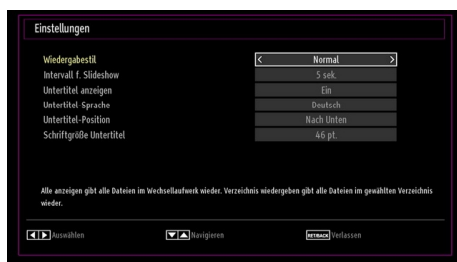 Einstellungen
Wiedergabestil < Normal >
Intervall f. Slideshow 5 sek.
Untertitel anzeigen Ein
Untertitel-Sprache Deutsch
Untertitel-Position Nach Unten
Schriftgröße Untertitel 46 pt.
Alle anzeigen gibt alle Dateien im Wechsellaufwerk wieder. Verzeichnis wiedergeben gibt alle Dateien im gewählten Verzeichnis
wieder.
Auswählen Navigieren RET/BACK Verlassen